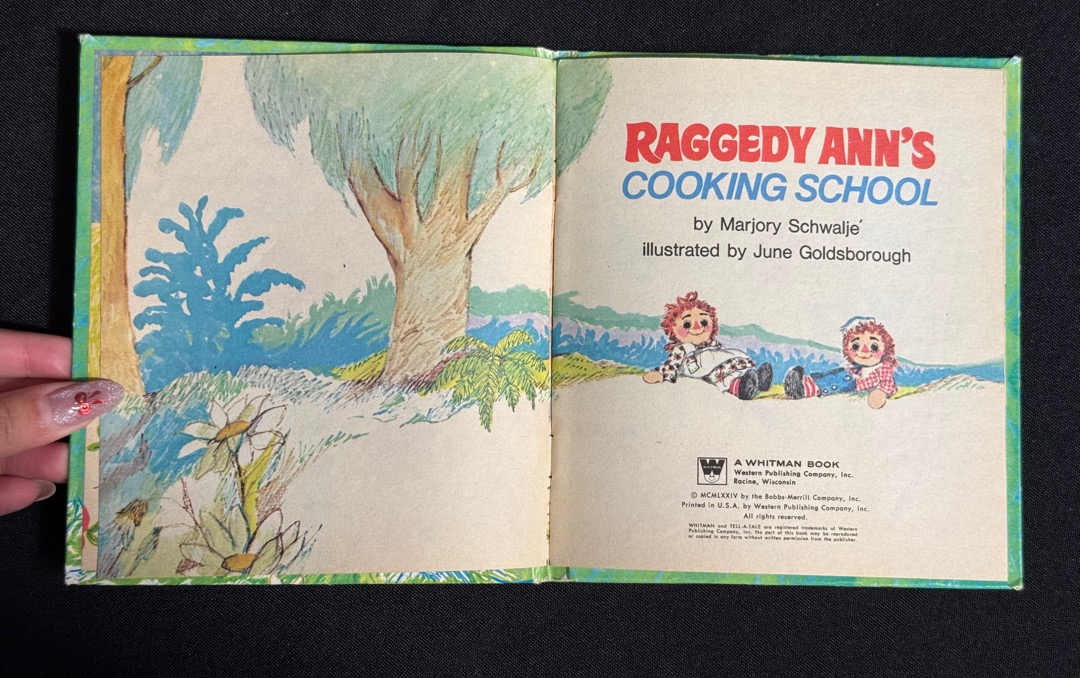 RAGGEDY ANN'S
COOKING SCHOOL
by Marjory Schwaljé
illustrated by June Goldsborough
WHITMAN
A WHITMAN BOOK
Western Publishing Company, Inc.
Racine, Wisconsin
© MCMLXXIV by the Bobbs-Merrill Company, Inc.
Printed in U.S.A. by Western Publishing Company, Inc.
All rights reserved.
WHITMAN and TELL-A-TALE are registered trademarks of Western
Publishing Company, Inc. No part of this book may be reproduced
or copied in any form without written permission from the publisher.